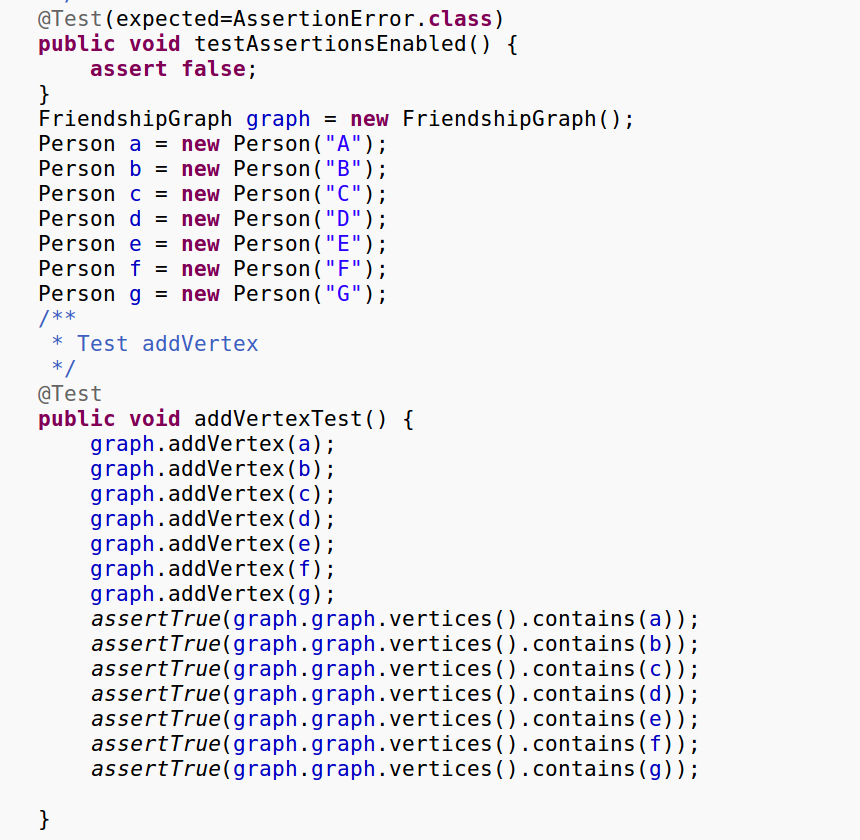 @Test(expected=AssertionError.class)
public void testAssertionsEnabled() {
    assert false;
}
FriendshipGraph graph = new FriendshipGraph();
Person a = new Person("A");
Person b = new Person("B");
Person c = new Person("C");
Person d = new Person("D");
Person e = new Person("E");
Person f = new Person("F");
Person g = new Person("G");
/**
 * Test addVertex
 */
@Test
public void addVertexTest() {
    graph.addVertex(a);
    graph.addVertex(b);
    graph.addVertex(c);
    graph.addVertex(d);
    graph.addVertex(e);
    graph.addVertex(f);
    graph.addVertex(g);
    assertTrue(graph.graph.vertices().contains(a));
    assertTrue(graph.graph.vertices().contains(b));
    assertTrue(graph.graph.vertices().contains(c));
    assertTrue(graph.graph.vertices().contains(d));
    assertTrue(graph.graph.vertices().contains(e));
    assertTrue(graph.graph.vertices().contains(f));
    assertTrue(graph.graph.vertices().contains(g));

}